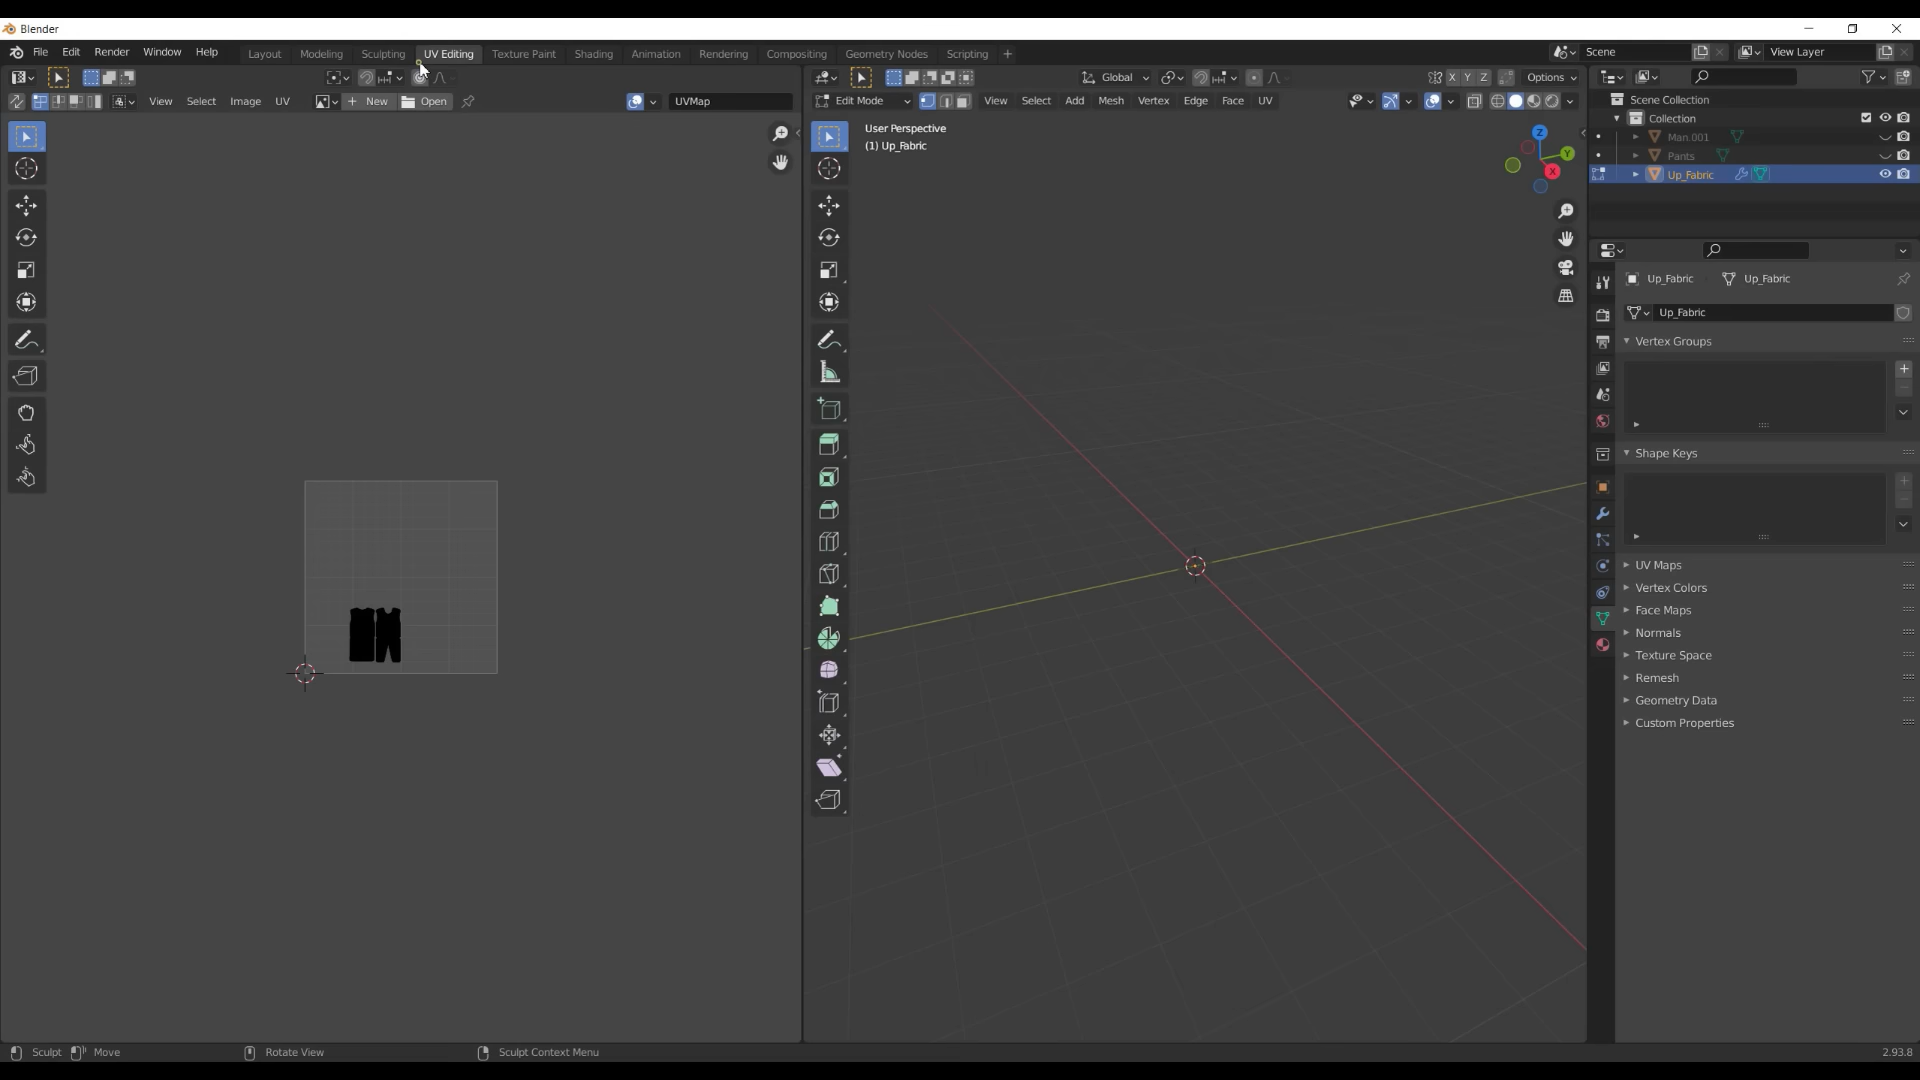 Blender
File Edit Render Window Help Layout Modeling Sculpting UV Editing Texture Paint Shading Animation Rendering Compositing Geometry Nodes Scripting + Scene View Layer
Global X Y Z Options
View Select Image UV + New Open UVMap Edit Mode View Select Add Mesh Vertex Edge Face UV
Scene Collection
Collection
Man.001
Pants
Up_Fabric
User Perspective
(1) Up_Fabric
Z
Y
X
Up_Fabric Up_Fabric
Up_Fabric
Vertex Groups
Shape Keys
UV Maps
Vertex Colors
Face Maps
Normals
Texture Space
Remesh
Geometry Data
Custom Properties
Sculpt Move Rotate View Sculpt Context Menu 2.93.8